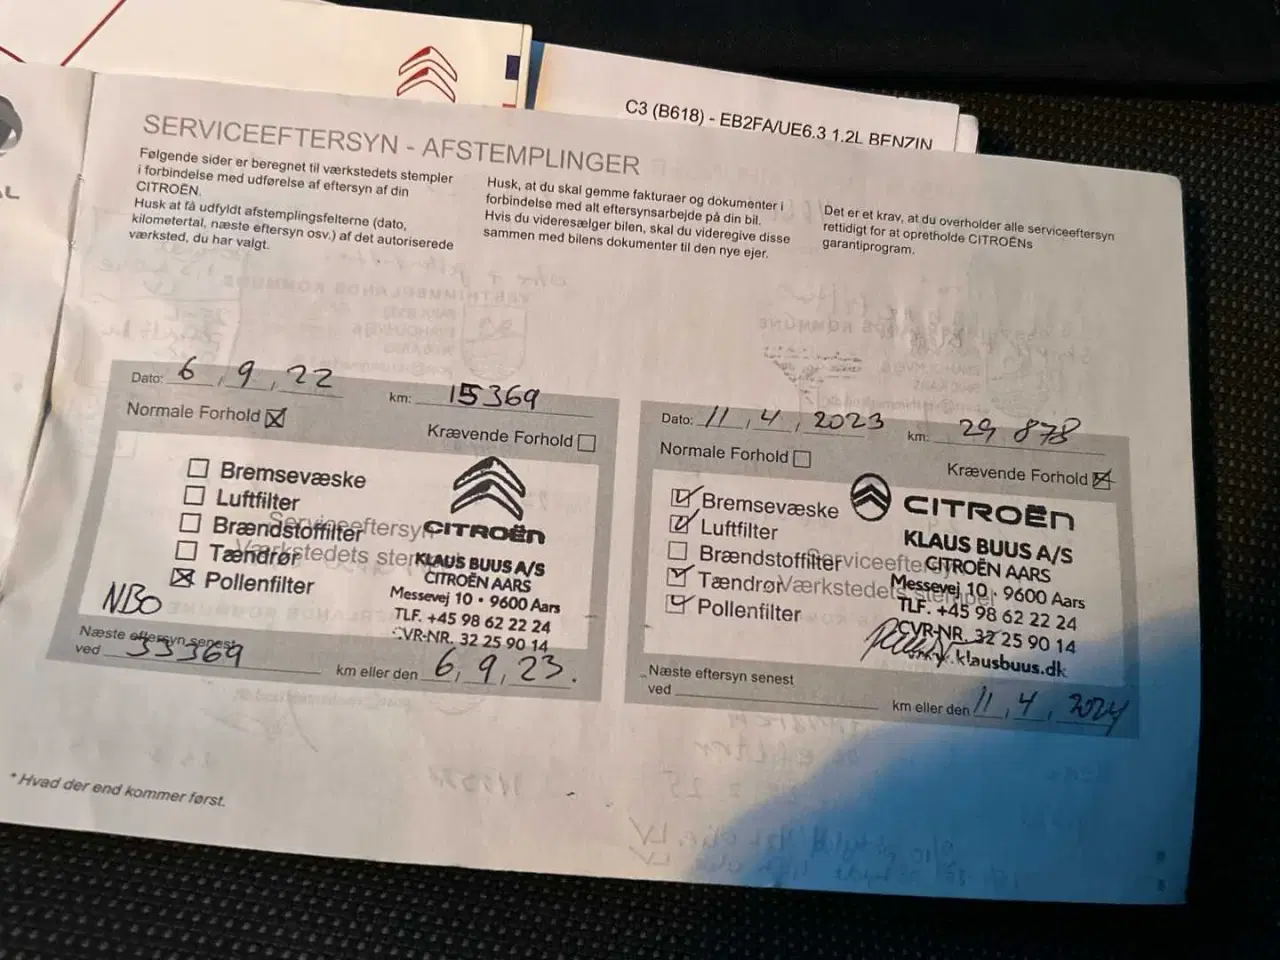 AL
C3 (B618) - EB2FA/UE6.3 1.2L BENZIN
SERVICEEFTERSYN - AFSTEMPLINGER
Følgende sider er beregnet til værkstedets stempler
i forbindelse med udførelse af eftersyn af din
CITROËN.
Husk at få udfyldt afstemplingsfelterne (dato,
kilometertal, næste eftersyn osv.) af det autoriserede
værksted, du har valgt.
Husk, at du skal gemme fakturaer og dokumenter i
forbindelse med alt eftersynsarbejde på din bil.
Hvis du videresælger bilen, skal du videregive disse
sammen med bilens dokumenter til den nye ejer.
Det er et krav, at du overholder alle serviceeftersyn
rettidigt for at opretholde CITROËNs
garantiprogram.
Dato: 6, 9, 22 km: 15369
Normale Forhold
Krævende Forhold
Bremsevæske
Luftfilter
Brændstoffilter
Tændrør
Pollenfilter
Serviceeftersyn
Værkstedets stempel
CITROËN
KLAUS BUUS A/S
CITROËN AARS
Messevej 10 • 9600 Aars
TLF. +45 98 62 22 24
CVR-NR. 32 25 90 14
NBO
Næste eftersyn senest
ved 33369 km eller den 6, 9, 23.
Dato: 11, 4, 2023 km: 29 878
Normale Forhold
Krævende Forhold
Bremsevæske
Luftfilter
Brændstoffilter
Tændrør
Pollenfilter
Serviceeftersyn
Værkstedets stempel
CITROËN
KLAUS BUUS A/S
CITROËN AARS
Messevej 10 • 9600 Aars
TLF. +45 98 62 22 24
CVR-NR. 32 25 90 14
www.klausbuus.dk
Næste eftersyn senest
ved km eller den 11, 4, 2024
* Hvad der end kommer først.